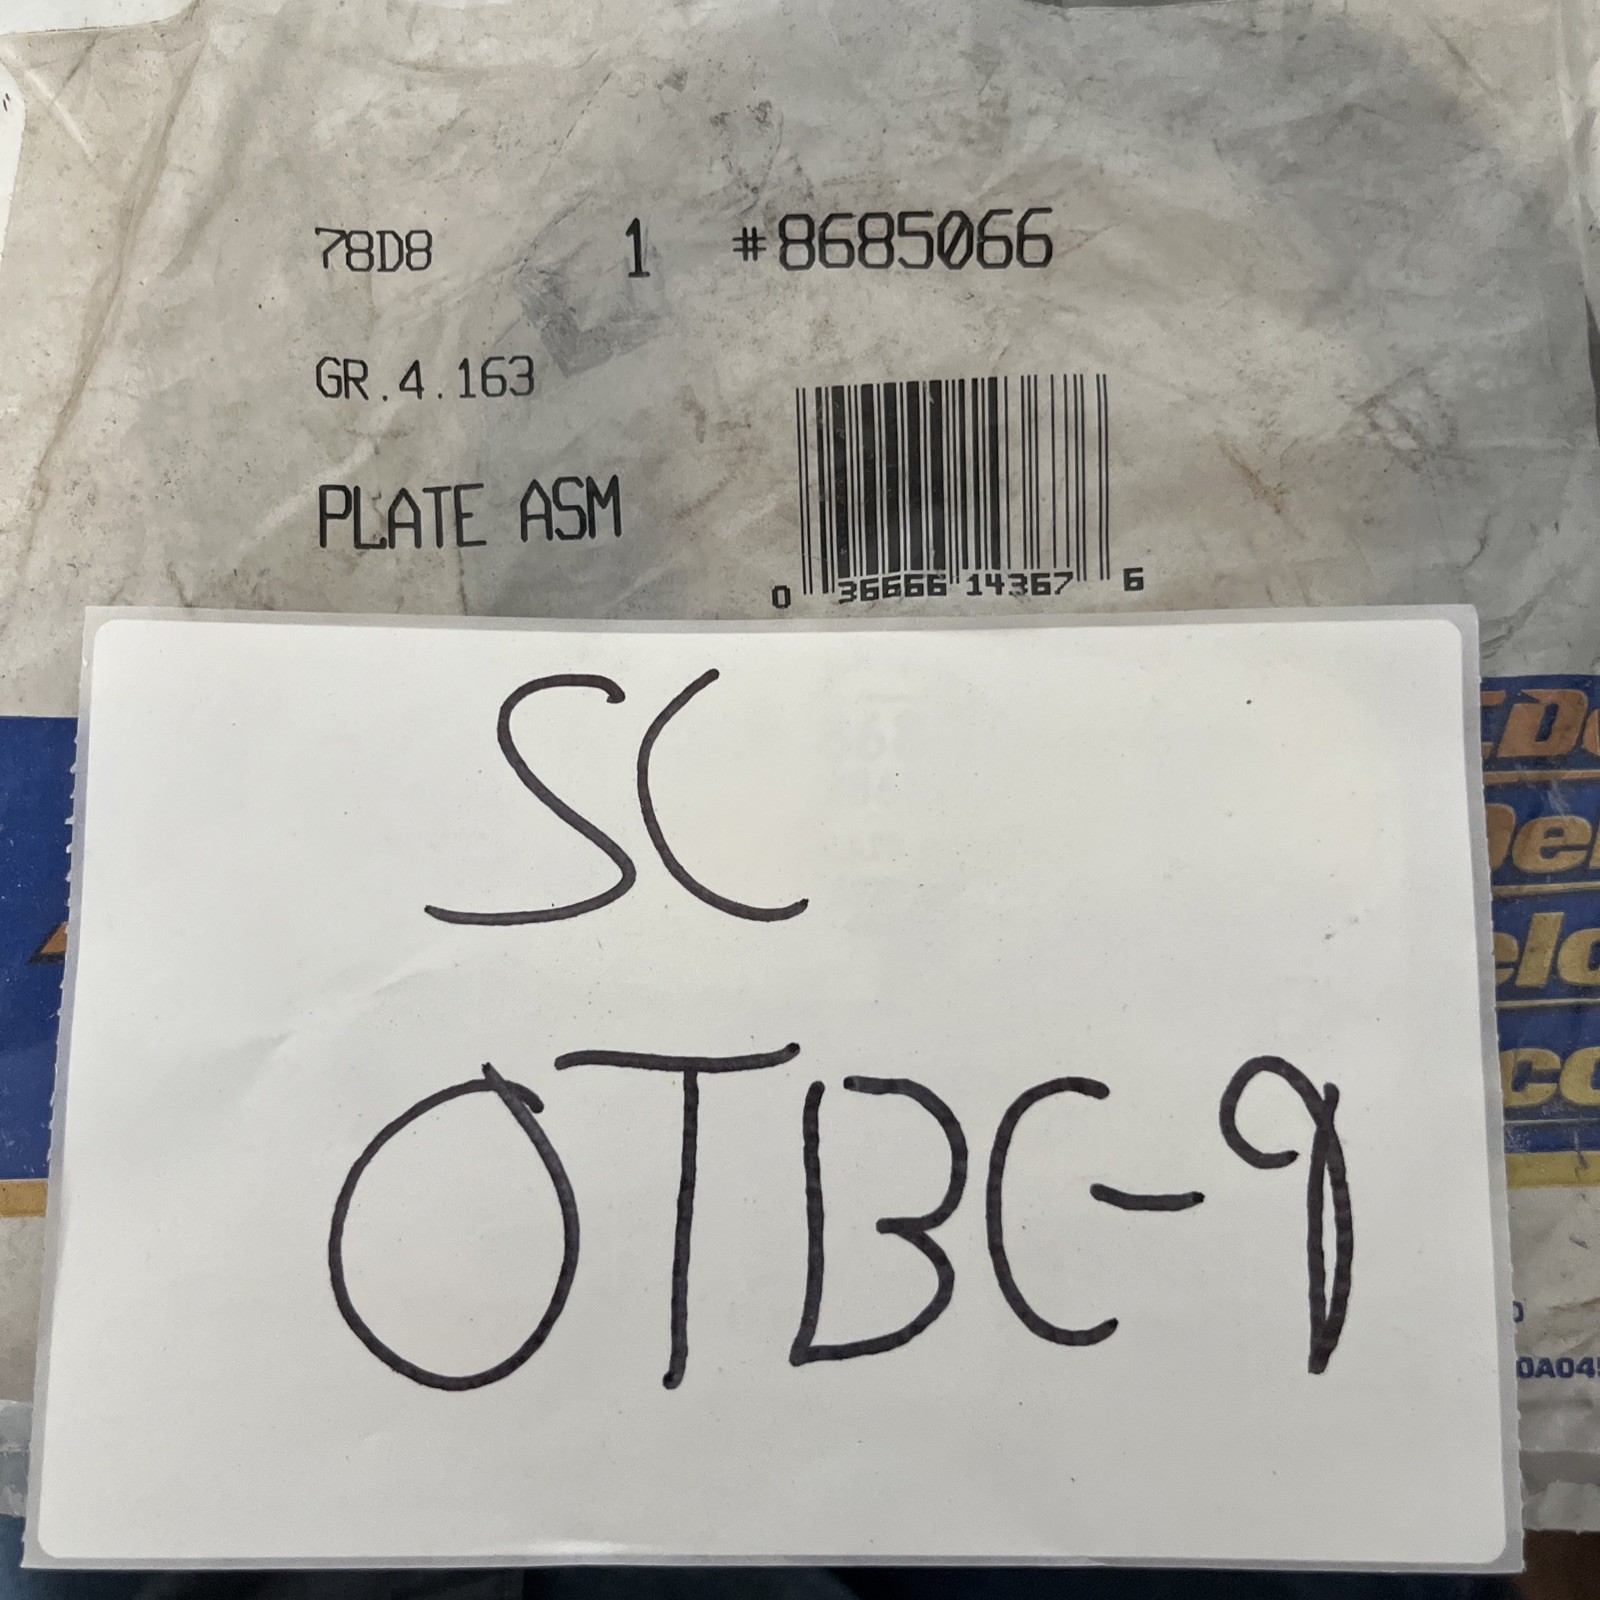 78D8 1 #8685066
GR.4.163
PLATE ASM
0 36666 14367 6
SC
OTBC-9